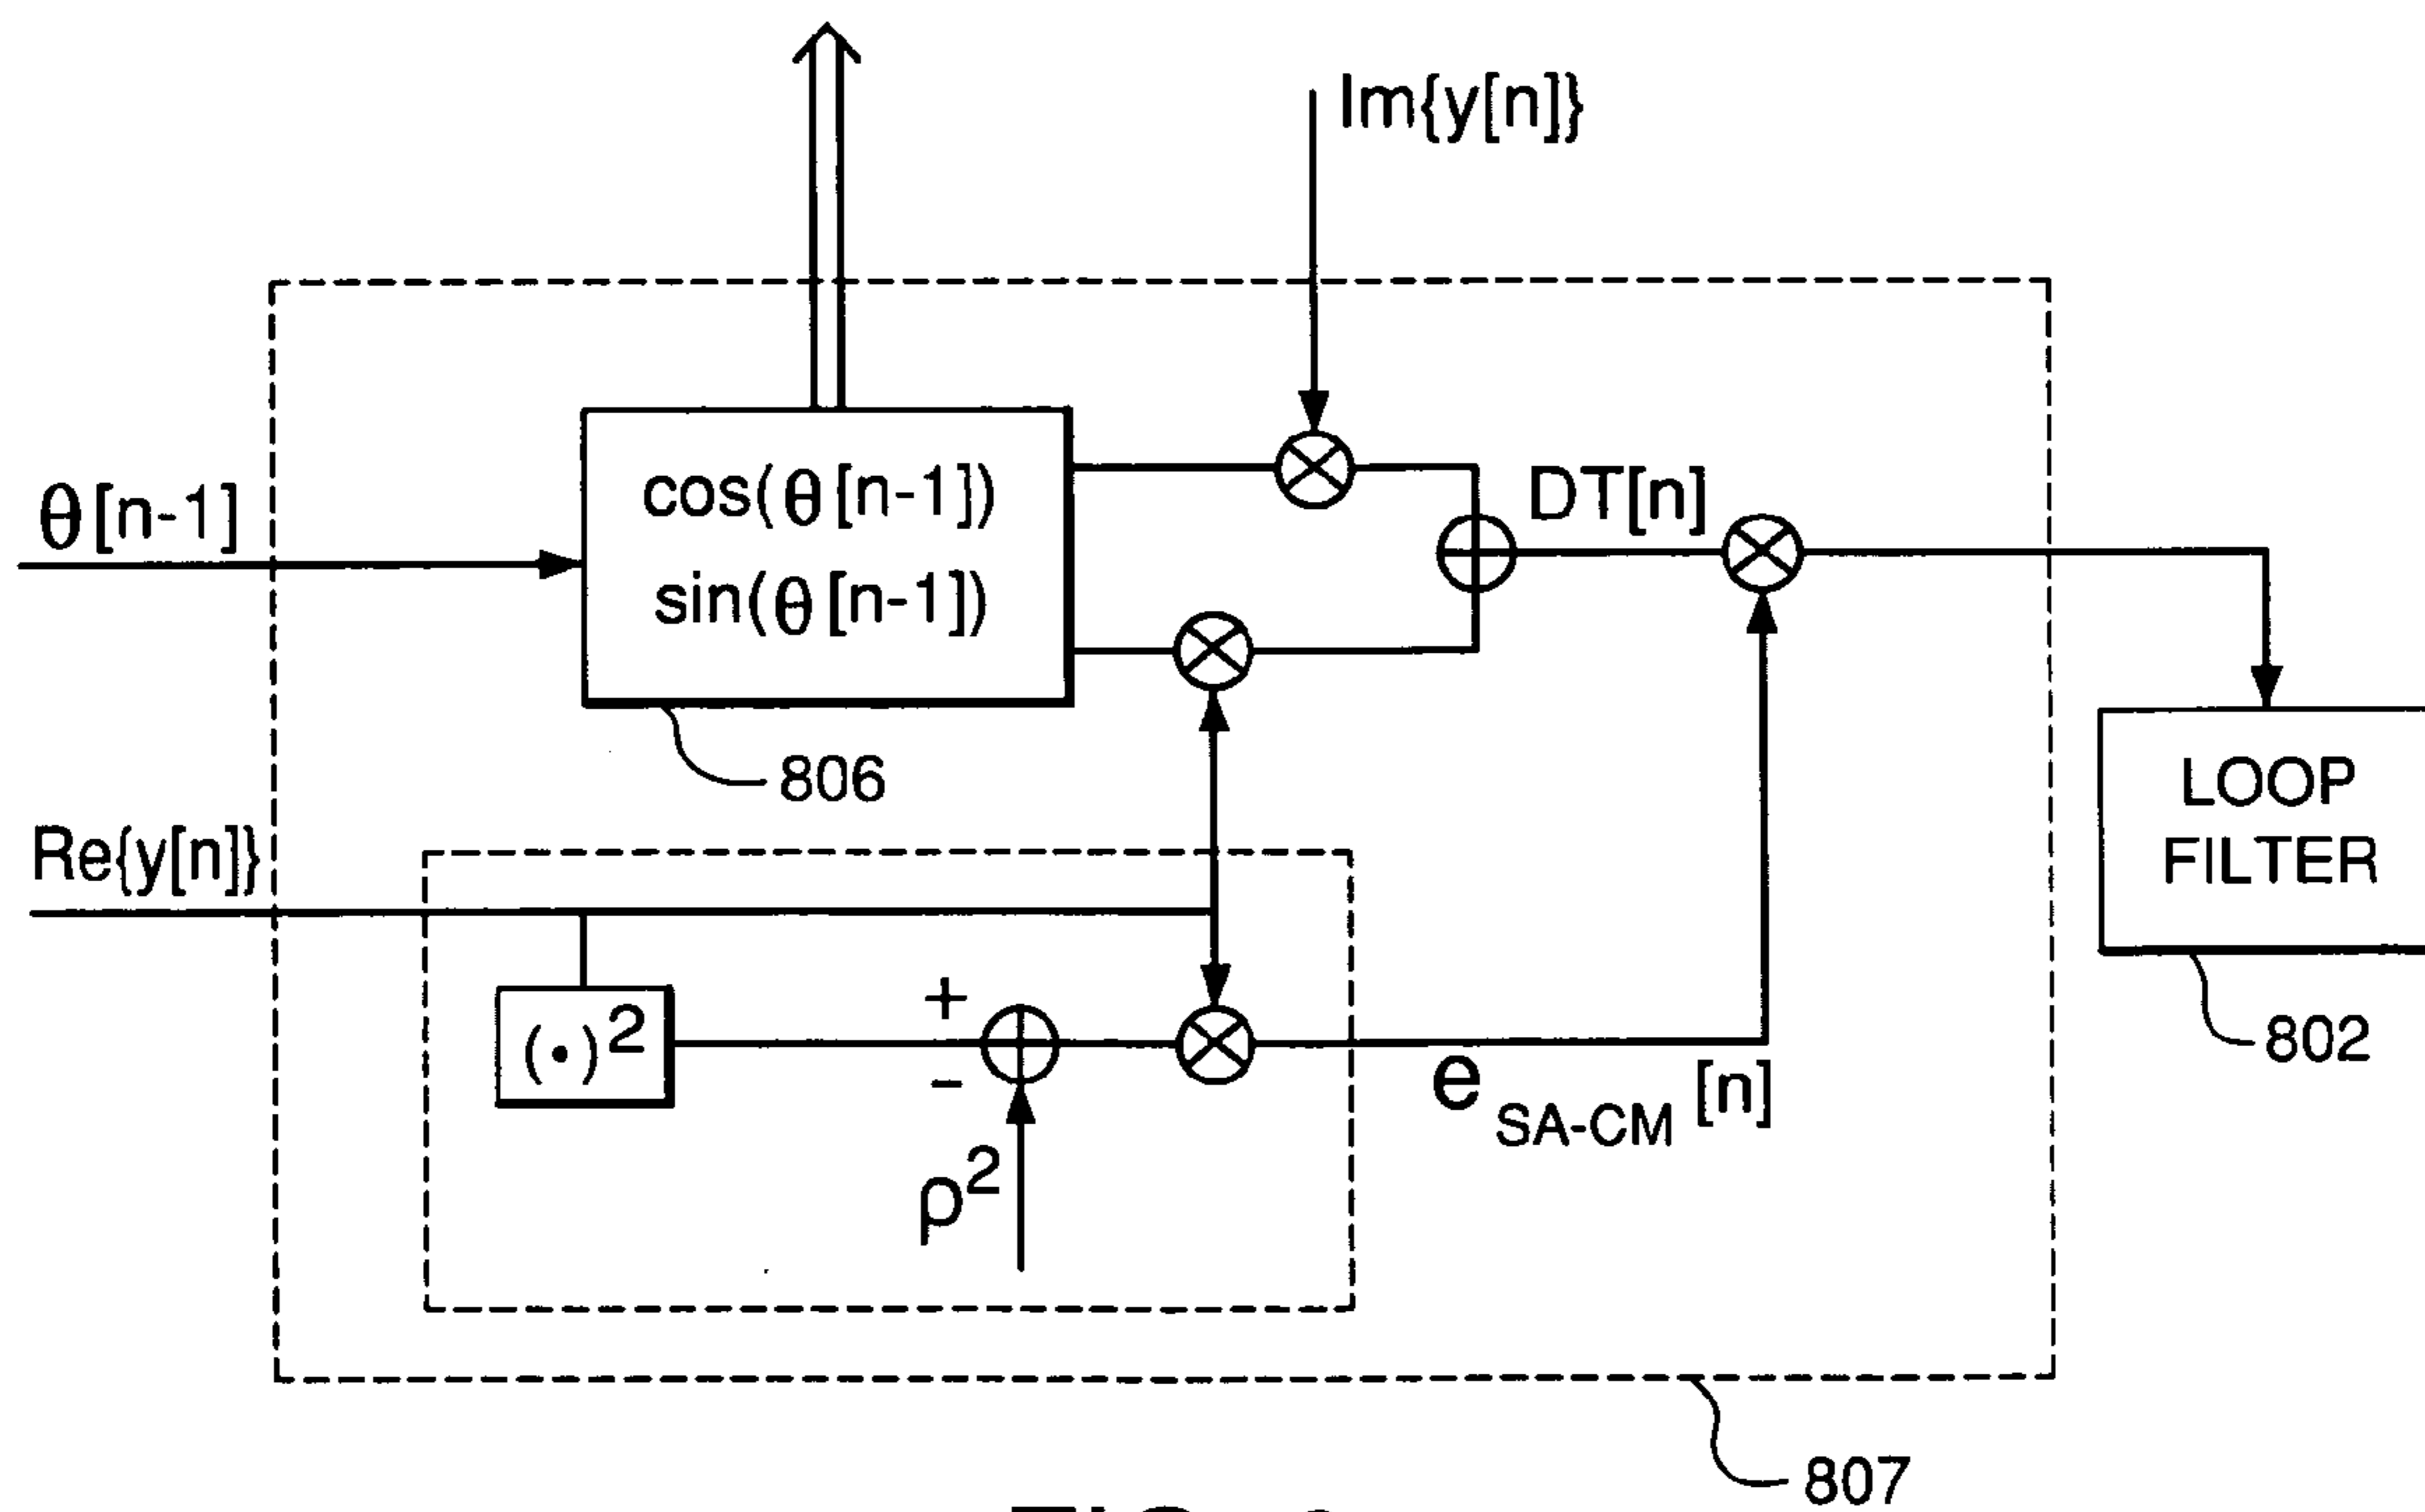 Im{y[n]}
θ[n-1]
cos(θ[n-1])
sin(θ[n-1])
DT[n]
806
LOOP
FILTER
802
Re{y[n]}
(•)²
+
-
ρ²
e SA-CM [n]
807